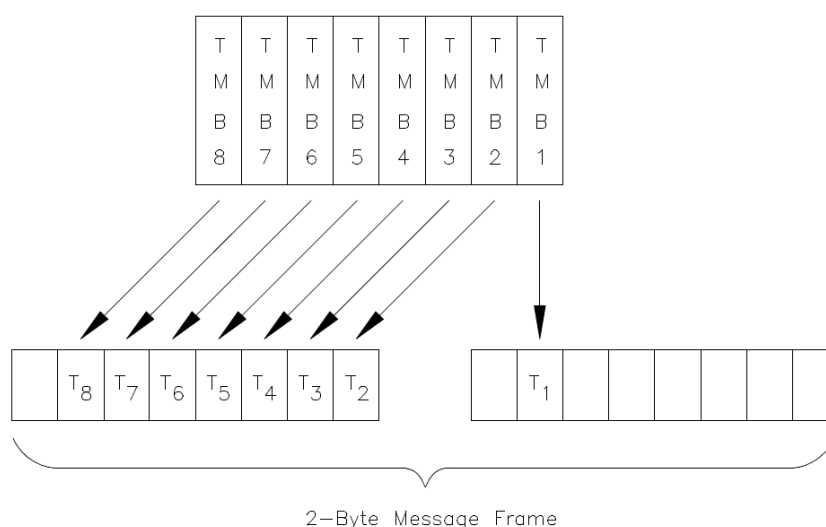 T T T T T T T T
M M M M M M M M
B B B B B B B B
8 7 6 5 4 3 2 1
T8 T7 T6 T5 T4 T3 T2 T1
2-Byte Message Frame